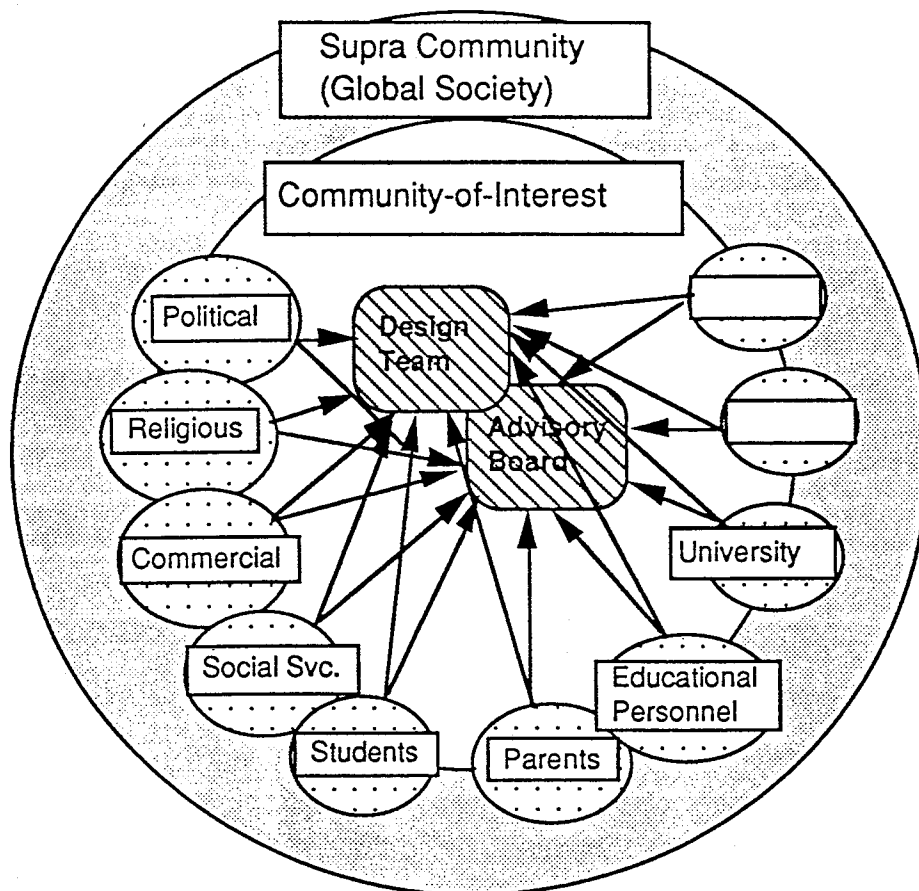 Supra Community
(Global Society)
Community-of-Interest
Political
Design
Team
Religious
Advisory
Board
Commercial
University
Social Svc.
Educational
Personnel
Students
Parents